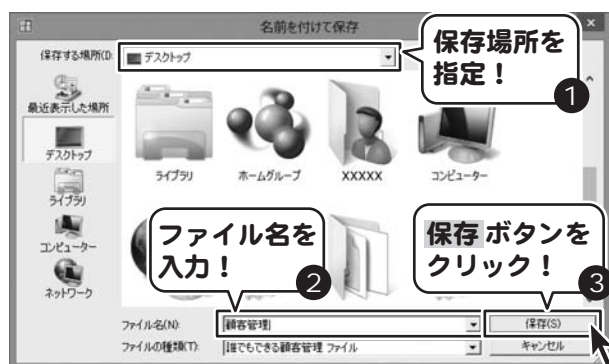 名前を付けて保存
×
保存する場所(I):
デスクトップ
保存場所を
指定！
1
最近表示した場所
デスクトップ
ライブラリ
コンピューター
ネットワーク
ライブラリ
ホームグループ
XXXXX
コンピューター
ファイル名を
入力！
2
保存 ボタンを
クリック！
3
ファイル名(N):
顧客管理
保存(S)
ファイルの種類(T):
誰でもできる顧客管理 ファイル
キャンセル